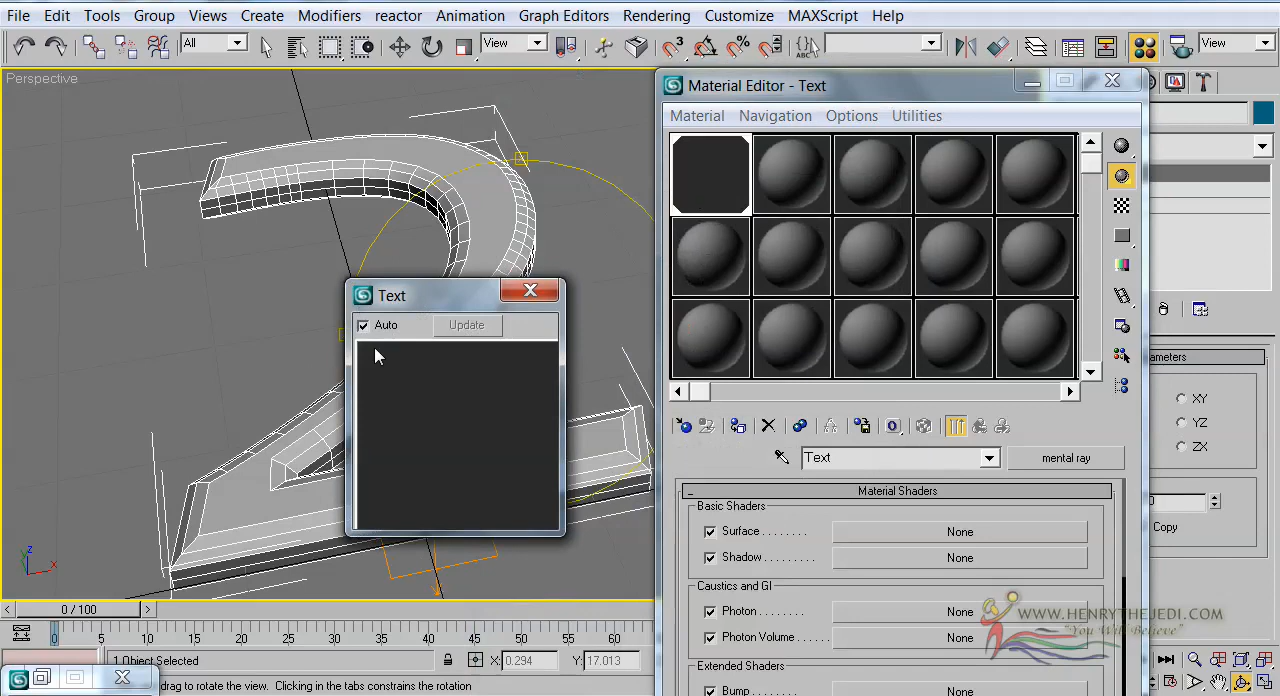 File Edit Tools Group Views Create Modifiers reactor Animation Graph Editors Rendering Customize MAXScript Help
All View 3 % ABC View
Perspective
Material Editor - Text
Material Navigation Options Utilities
Text
Auto Update
Text mental ray
Material Shaders
Basic Shaders
Surface . . . . . . . None
Shadow . . . . . . . . . None
Caustics and GI
Photon . . . . . . . . None
Photon Volume . . . . . . None
Extended Shaders
Bump . . . . . . . . None
ameters
XY
YZ
ZX
0
Copy
z
x
0 / 100
0 5 10 15 20 25 30 35 40 45 50 55 60
1 Object Selected X: 0.294 Y: 17.013
drag to rotate the view. Clicking in the tabs constrains the rotation
WWW.HENRYTHEJEDI.COM
"You Will Believe"